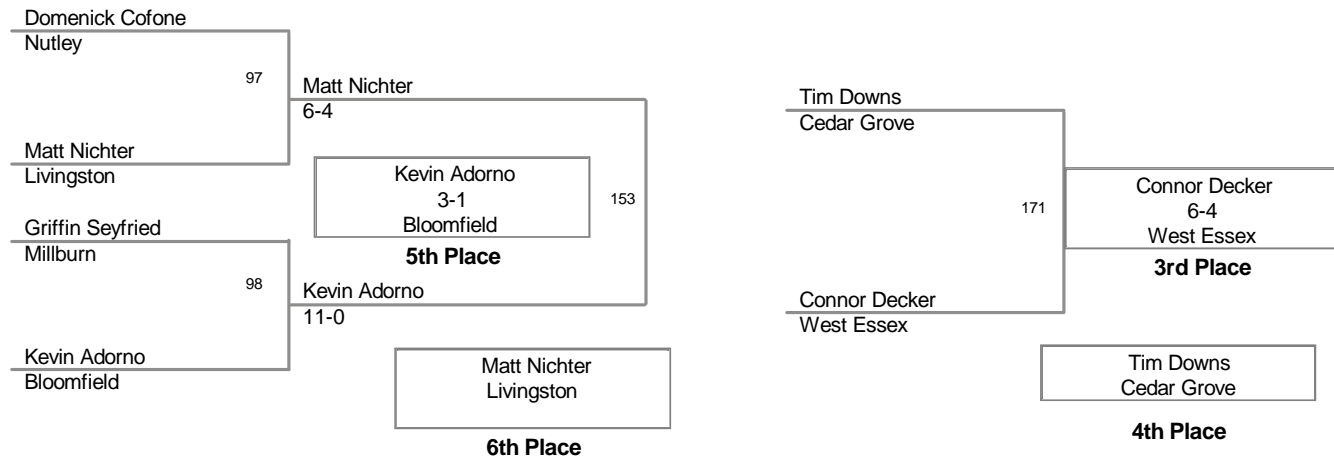 Domenick Cofone
Nutley
97
Matt Nichter
6-4
Matt Nichter
Livingston
Kevin Adorno
3-1
Bloomfield
5th Place
153
Griffin Seyfried
Millburn
98
Kevin Adorno
11-0
Kevin Adorno
Bloomfield
Matt Nichter
Livingston
6th Place
Tim Downs
Cedar Grove
171
Connor Decker
6-4
West Essex
3rd Place
Connor Decker
West Essex
Tim Downs
Cedar Grove
4th Place